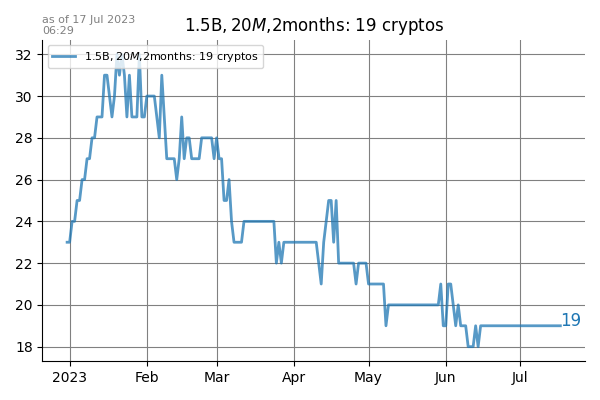 as of 17 Jul 2023
06:29
1.5B, 20M,2months: 19 cryptos
1.5B, 20M,2months: 19 cryptos
32
30
28
26
24
22
20
18
19
2023 Feb Mar Apr May Jun Jul